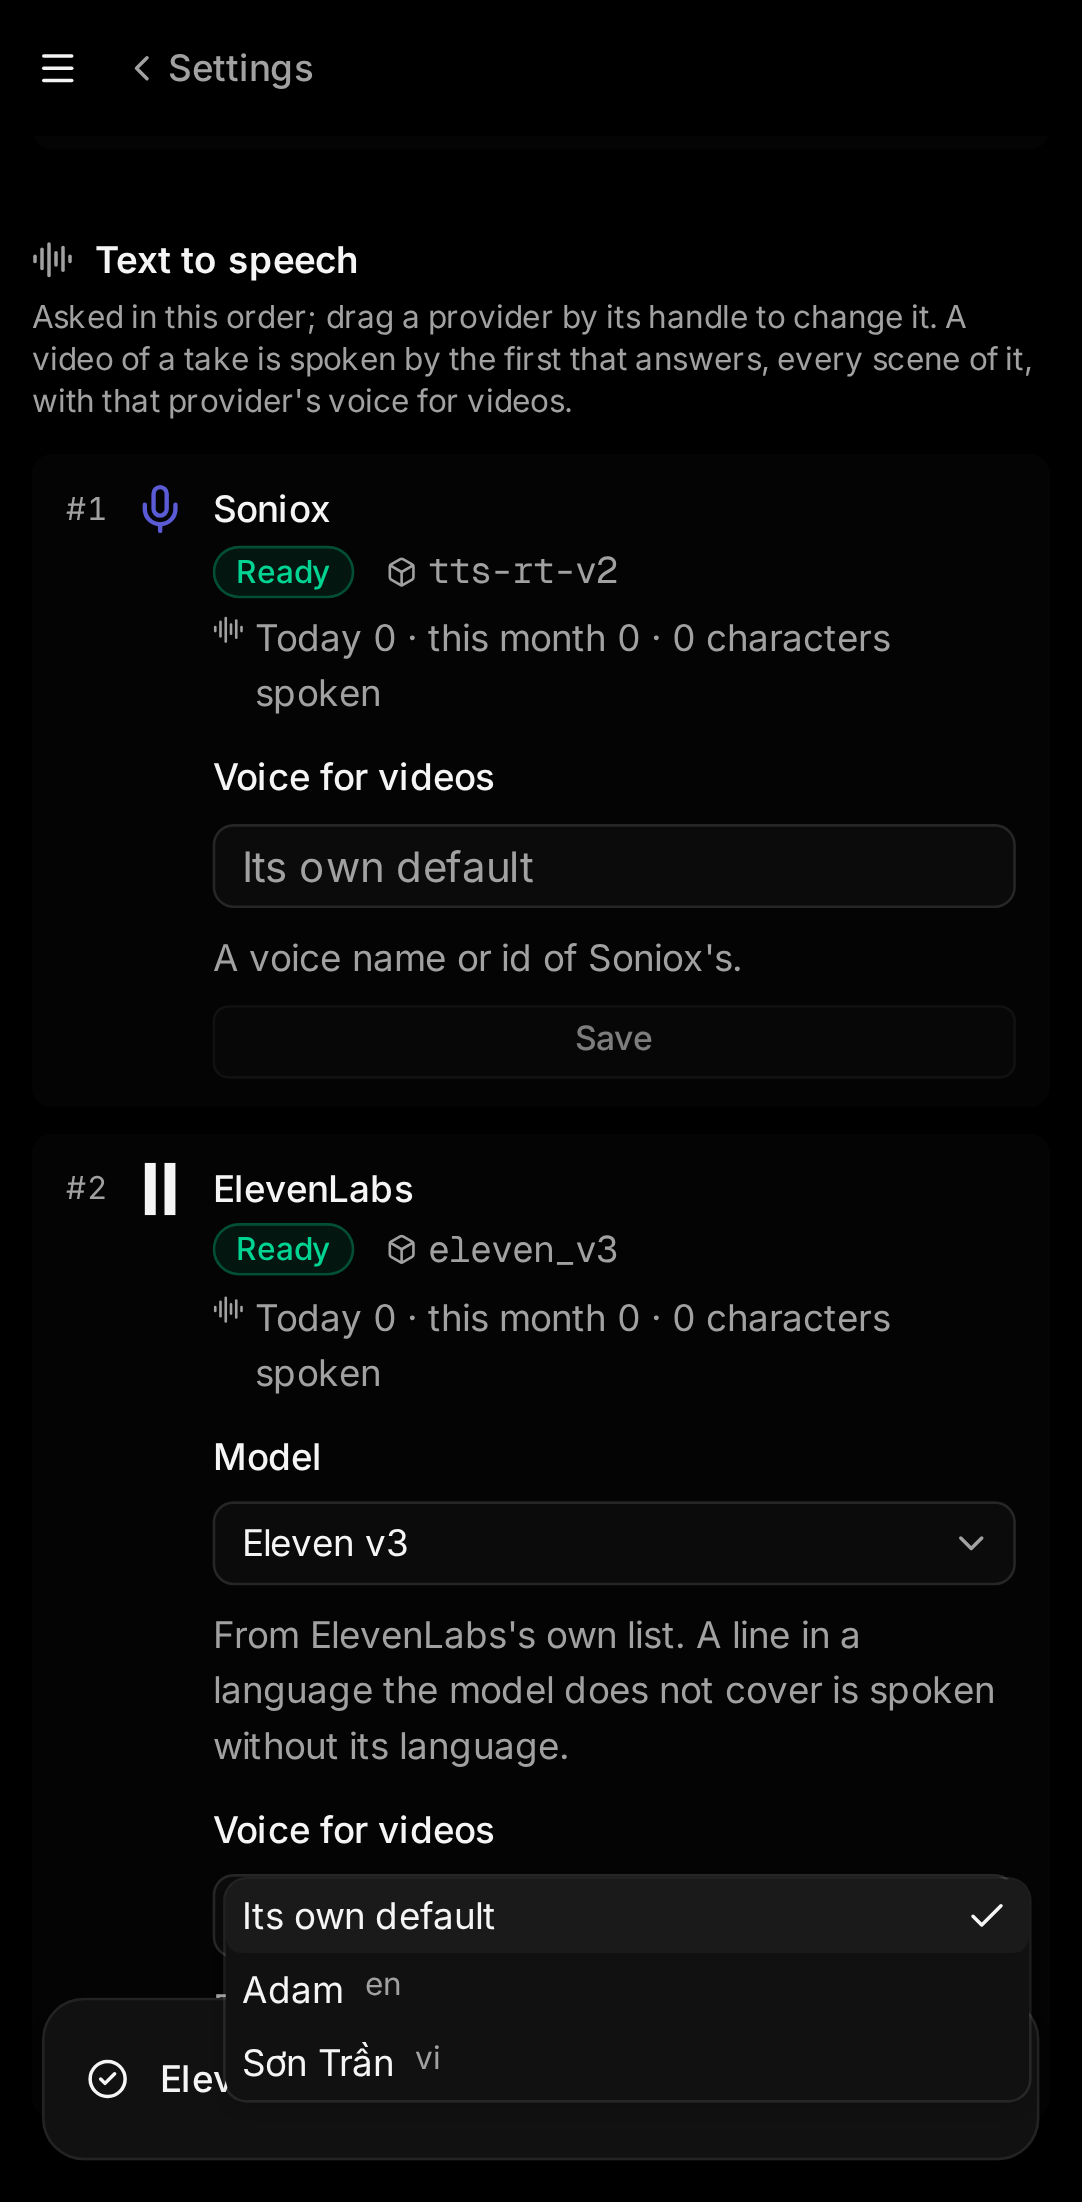 Settings
Text to speech
Asked in this order; drag a provider by its handle to change it. A
video of a take is spoken by the first that answers, every scene of it,
with that provider's voice for videos.
#1 Soniox
Ready tts-rt-v2
Today 0 · this month 0 · 0 characters
spoken
Voice for videos
Its own default
A voice name or id of Soniox's.
Save
#2 ElevenLabs
Ready eleven_v3
Today 0 · this month 0 · 0 characters
spoken
Model
Eleven v3
From ElevenLabs's own list. A line in a
language the model does not cover is spoken
without its language.
Voice for videos
Its own default
Adam en
Sơn Trần vi